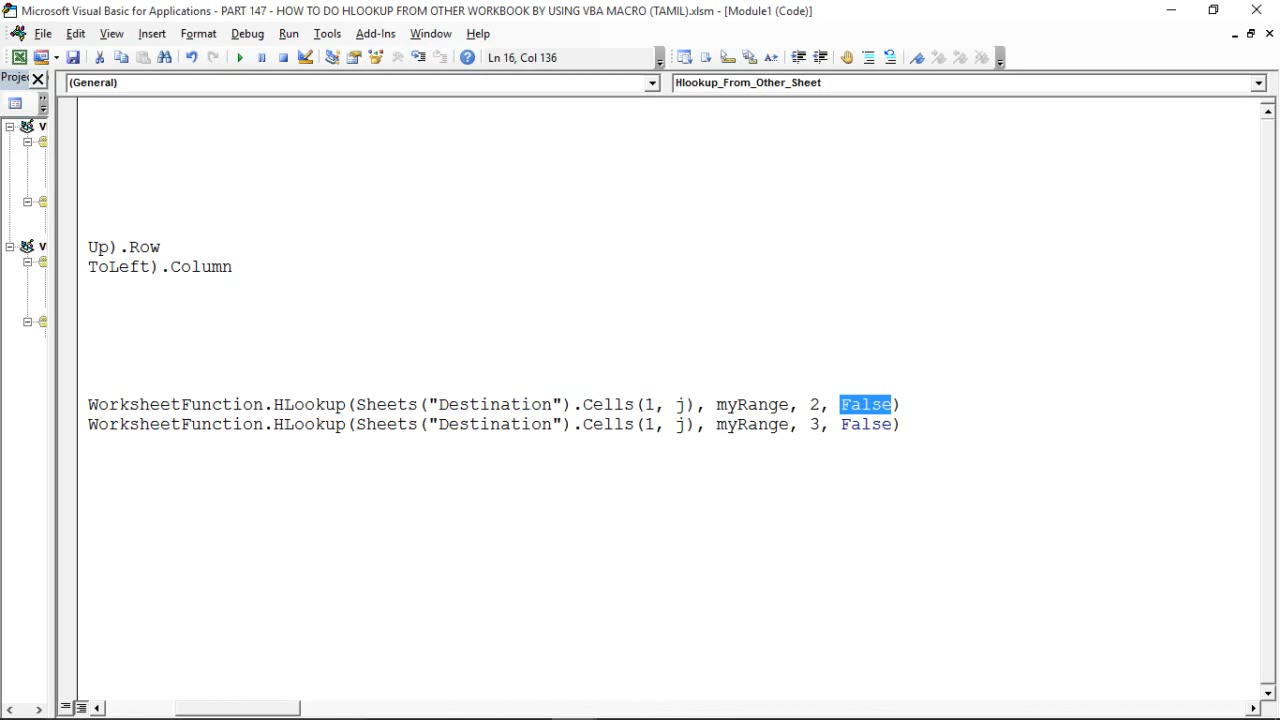 Microsoft Visual Basic for Applications - PART 147 - HOW TO DO HLOOKUP FROM OTHER WORKBOOK BY USING VBA MACRO (TAMIL).xlsm - [Module1 (Code)]
File Edit View Insert Format Debug Run Tools Add-Ins Window Help
Ln 16, Col 136
Proje
(General) Hlookup_From_Other_Sheet
V
Up).Row
V
ToLeft).Column
WorksheetFunction.HLookup(Sheets("Destination").Cells(1, j), myRange, 2, False)
WorksheetFunction.HLookup(Sheets("Destination").Cells(1, j), myRange, 3, False)